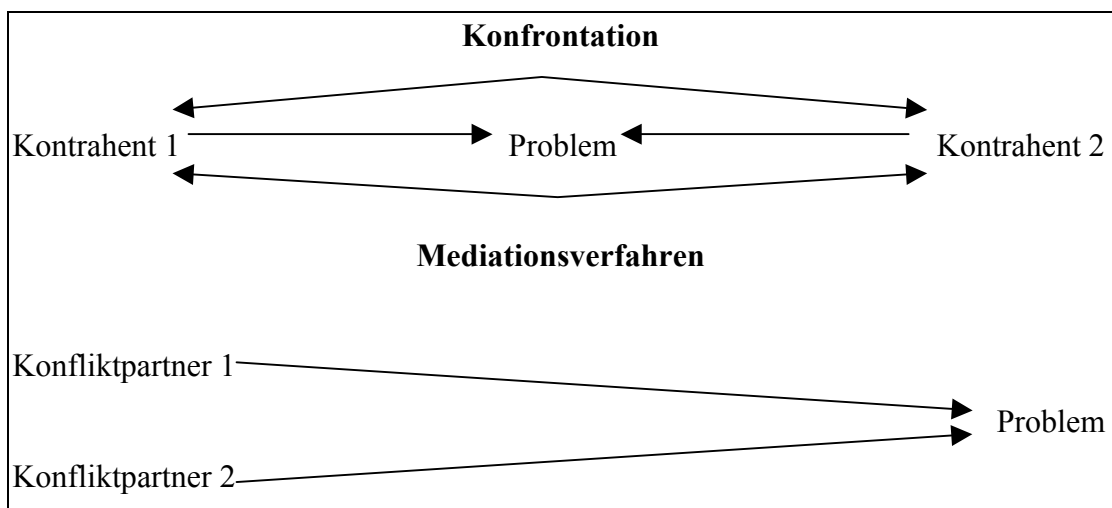 Konfrontation
Kontrahent 1 Problem Kontrahent 2
Mediationsverfahren
Konfliktpartner 1
Problem
Konfliktpartner 2